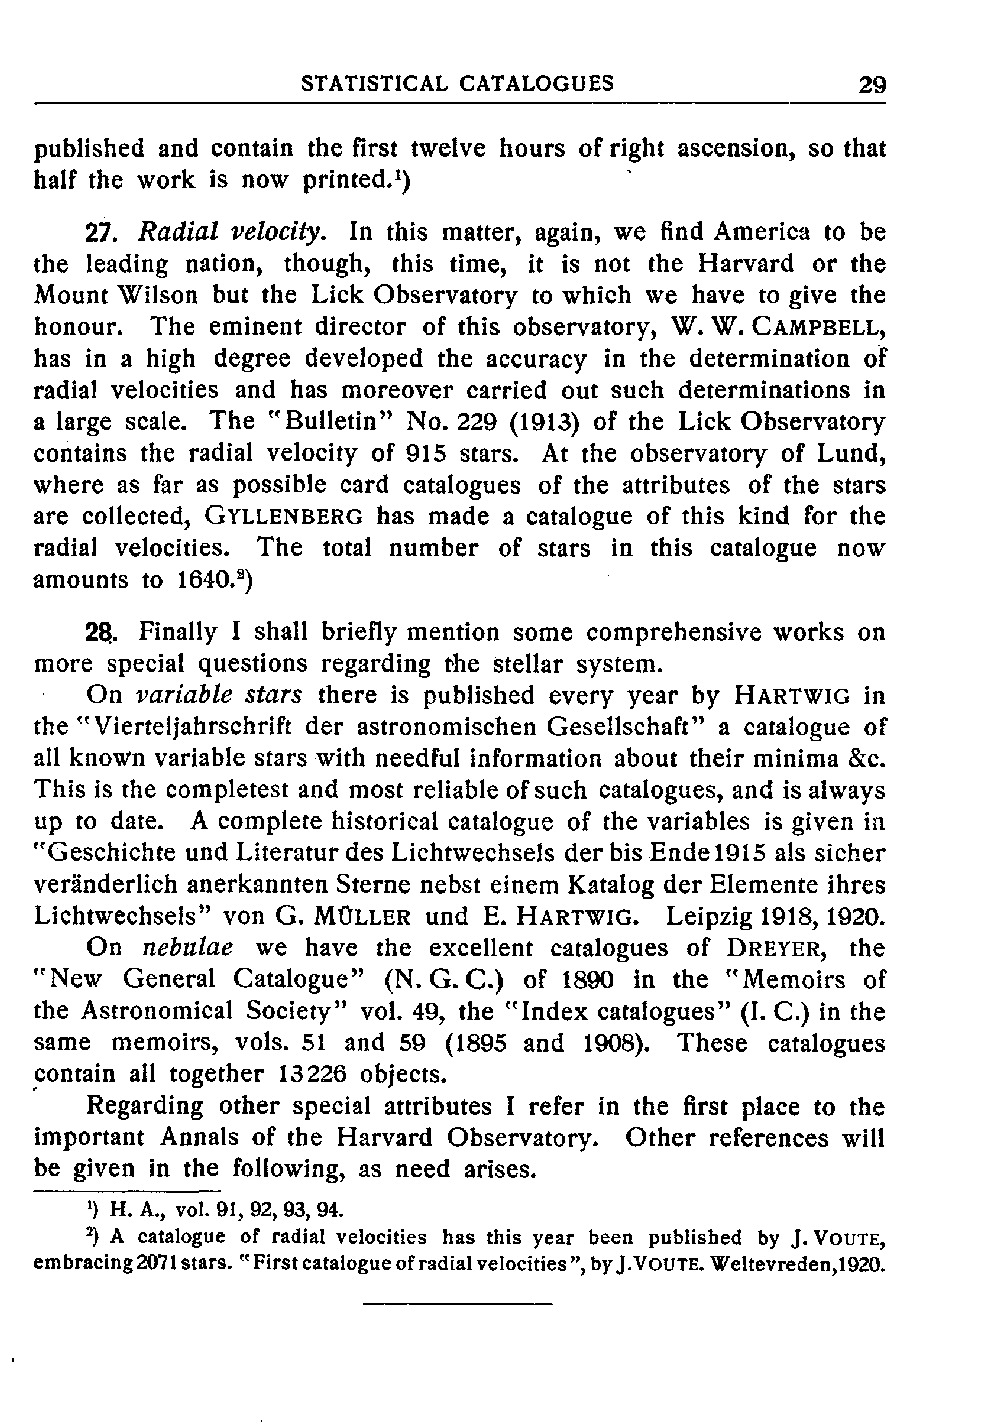 STATISTICAL CATALOGUES 29
published and contain the first twelve hours of right ascension, so that
half the work is now printed.¹)
27. Radial velocity. In this matter, again, we find America to be
the leading nation, though, this time, it is not the Harvard or the
Mount Wilson but the Lick Observatory to which we have to give the
honour. The eminent director of this observatory, W. W. CAMPBELL,
has in a high degree developed the accuracy in the determination of
radial velocities and has moreover carried out such determinations in
a large scale. The "Bulletin" No. 229 (1913) of the Lick Observatory
contains the radial velocity of 915 stars. At the observatory of Lund,
where as far as possible card catalogues of the attributes of the stars
are collected, GYLLENBERG has made a catalogue of this kind for the
radial velocities. The total number of stars in this catalogue now
amounts to 1640.²)
28. Finally I shall briefly mention some comprehensive works on
more special questions regarding the stellar system.
On variable stars there is published every year by HARTWIG in
the "Vierteljahrschrift der astronomischen Gesellschaft" a catalogue of
all known variable stars with needful information about their minima &c.
This is the completest and most reliable of such catalogues, and is always
up to date. A complete historical catalogue of the variables is given in
"Geschichte und Literatur des Lichtwechsels der bis Ende 1915 als sicher
veränderlich anerkannten Sterne nebst einem Katalog der Elemente ihres
Lichtwechsels" von G. MÜLLER und E. HARTWIG. Leipzig 1918, 1920.
On nebulae we have the excellent catalogues of DREYER, the
"New General Catalogue" (N. G. C.) of 1890 in the "Memoirs of
the Astronomical Society" vol. 49, the "Index catalogues" (I. C.) in the
same memoirs, vols. 51 and 59 (1895 and 1908). These catalogues
contain all together 13226 objects.
Regarding other special attributes I refer in the first place to the
important Annals of the Harvard Observatory. Other references will
be given in the following, as need arises.
¹) H. A., vol. 91, 92, 93, 94.
²) A catalogue of radial velocities has this year been published by J. VOUTE,
embracing 2071 stars. "First catalogue of radial velocities", by J. VOUTE. Weltevreden, 1920.